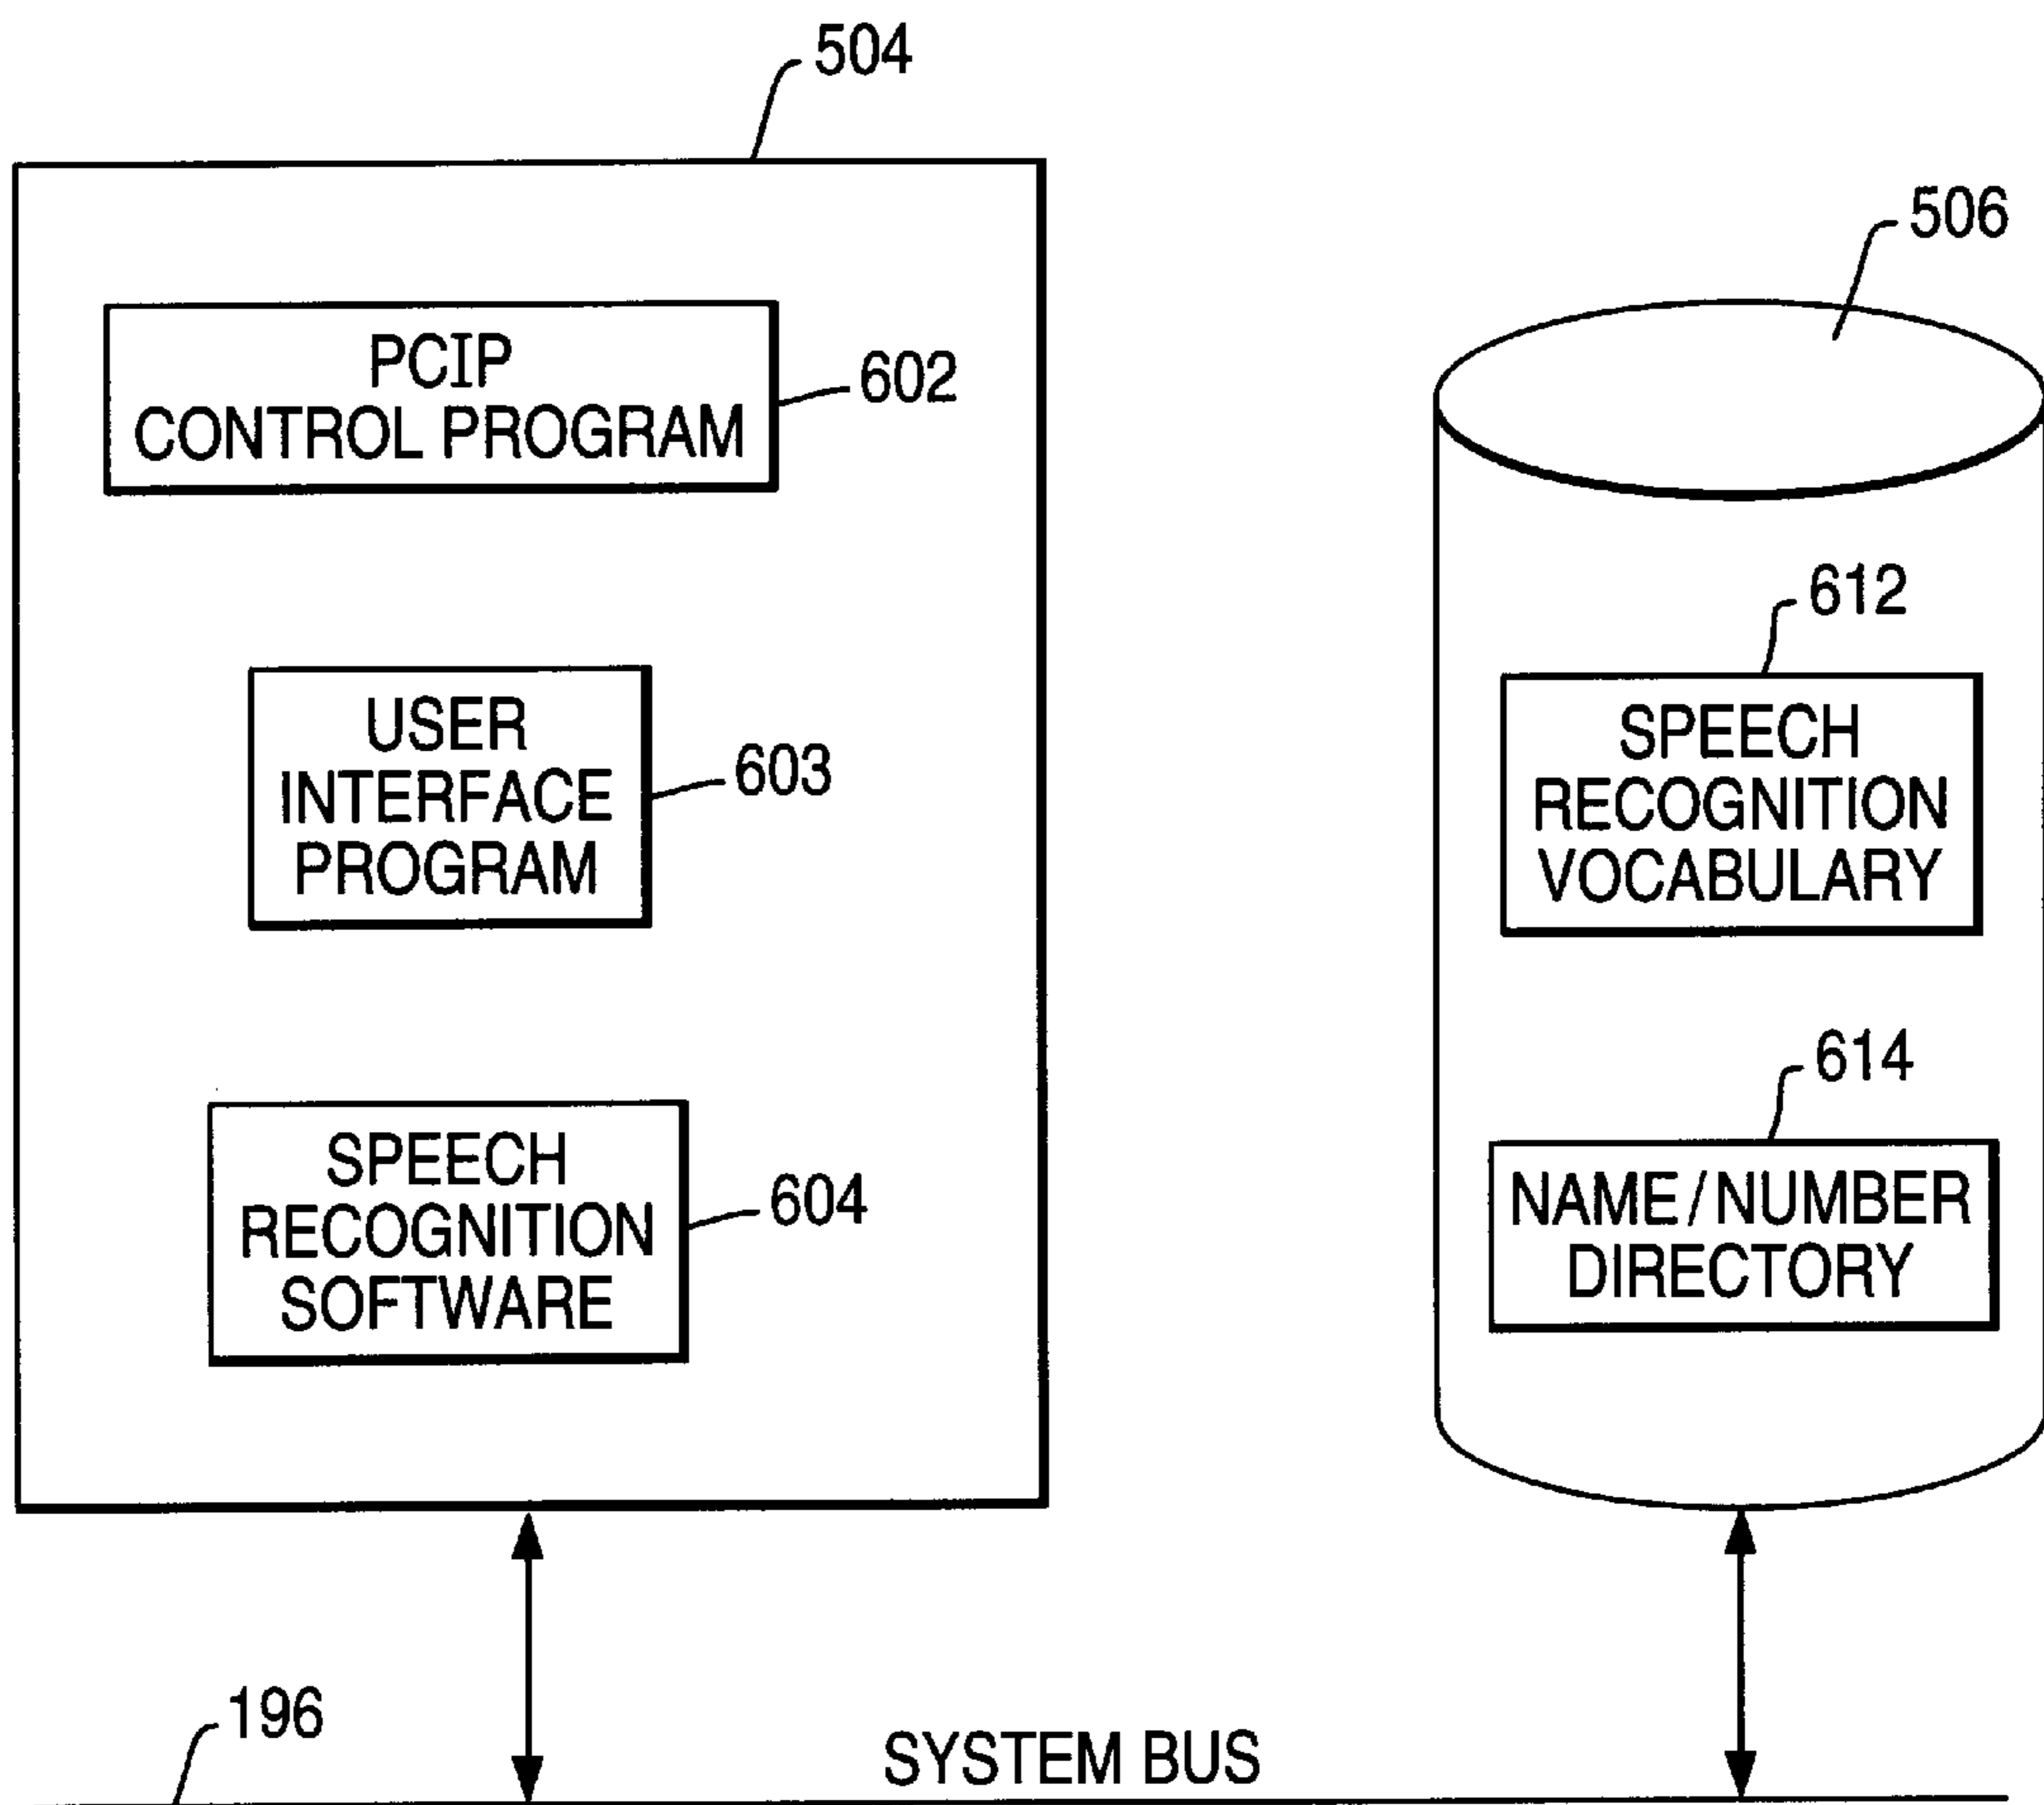 504
506
PCIP
CONTROL PROGRAM
602
USER
INTERFACE
PROGRAM
603
SPEECH
RECOGNITION
SOFTWARE
604
612
SPEECH
RECOGNITION
VOCABULARY
614
NAME/NUMBER
DIRECTORY
196
SYSTEM BUS